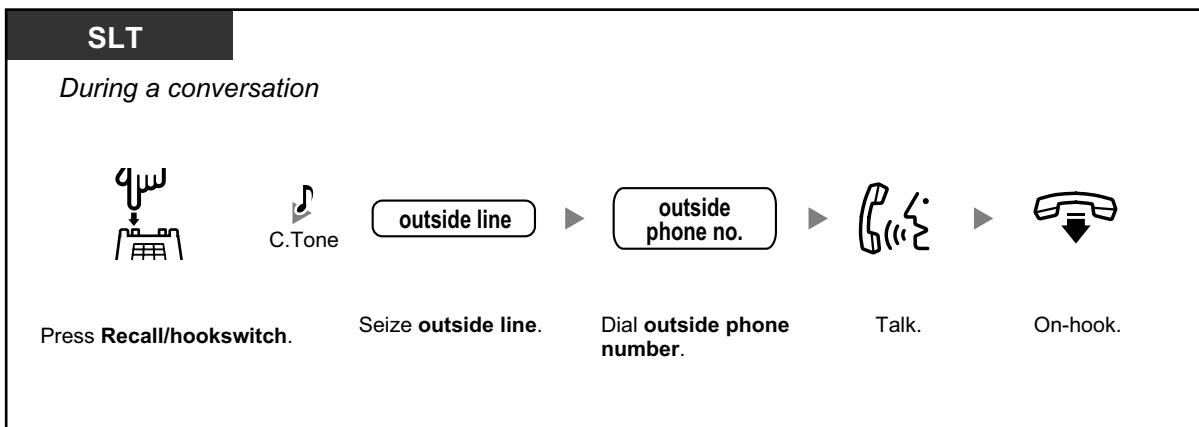 SLT
During a conversation
C.Tone
outside line
outside
phone no.
Press Recall/hookswitch.
Seize outside line.
Dial outside phone
number.
Talk.
On-hook.